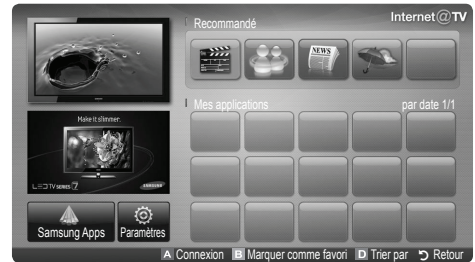 Internet@TV
Recommandé
NEWS
Mes applications
par date 1/1
Make it slimmer.
LED TV SERIES 7
SAMSUNG
Samsung Apps
Paramètres
A Connexion B Marquer comme favori D Trier par Retour